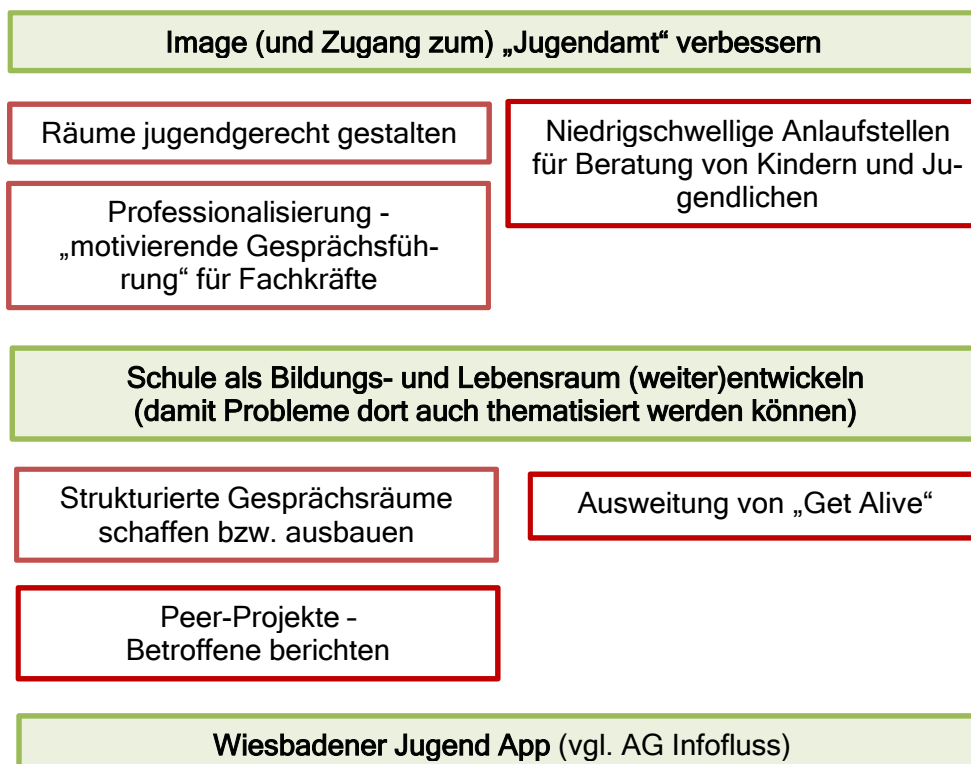 Image (und Zugang zum) „Jugendamt“ verbessern
Räume jugendgerecht gestalten
Professionalisierung -
„motivierende Gesprächsfüh-
rung“ für Fachkräfte
Niedrigschwellige Anlaufstellen
für Beratung von Kindern und Ju-
gendlichen
Schule als Bildungs- und Lebensraum (weiter)entwickeln
(damit Probleme dort auch thematisiert werden können)
Strukturierte Gesprächsräume
schaffen bzw. ausbauen
Ausweitung von „Get Alive“
Peer-Projekte -
Betroffene berichten
Wiesbadener Jugend App (vgl. AG Infofluss)